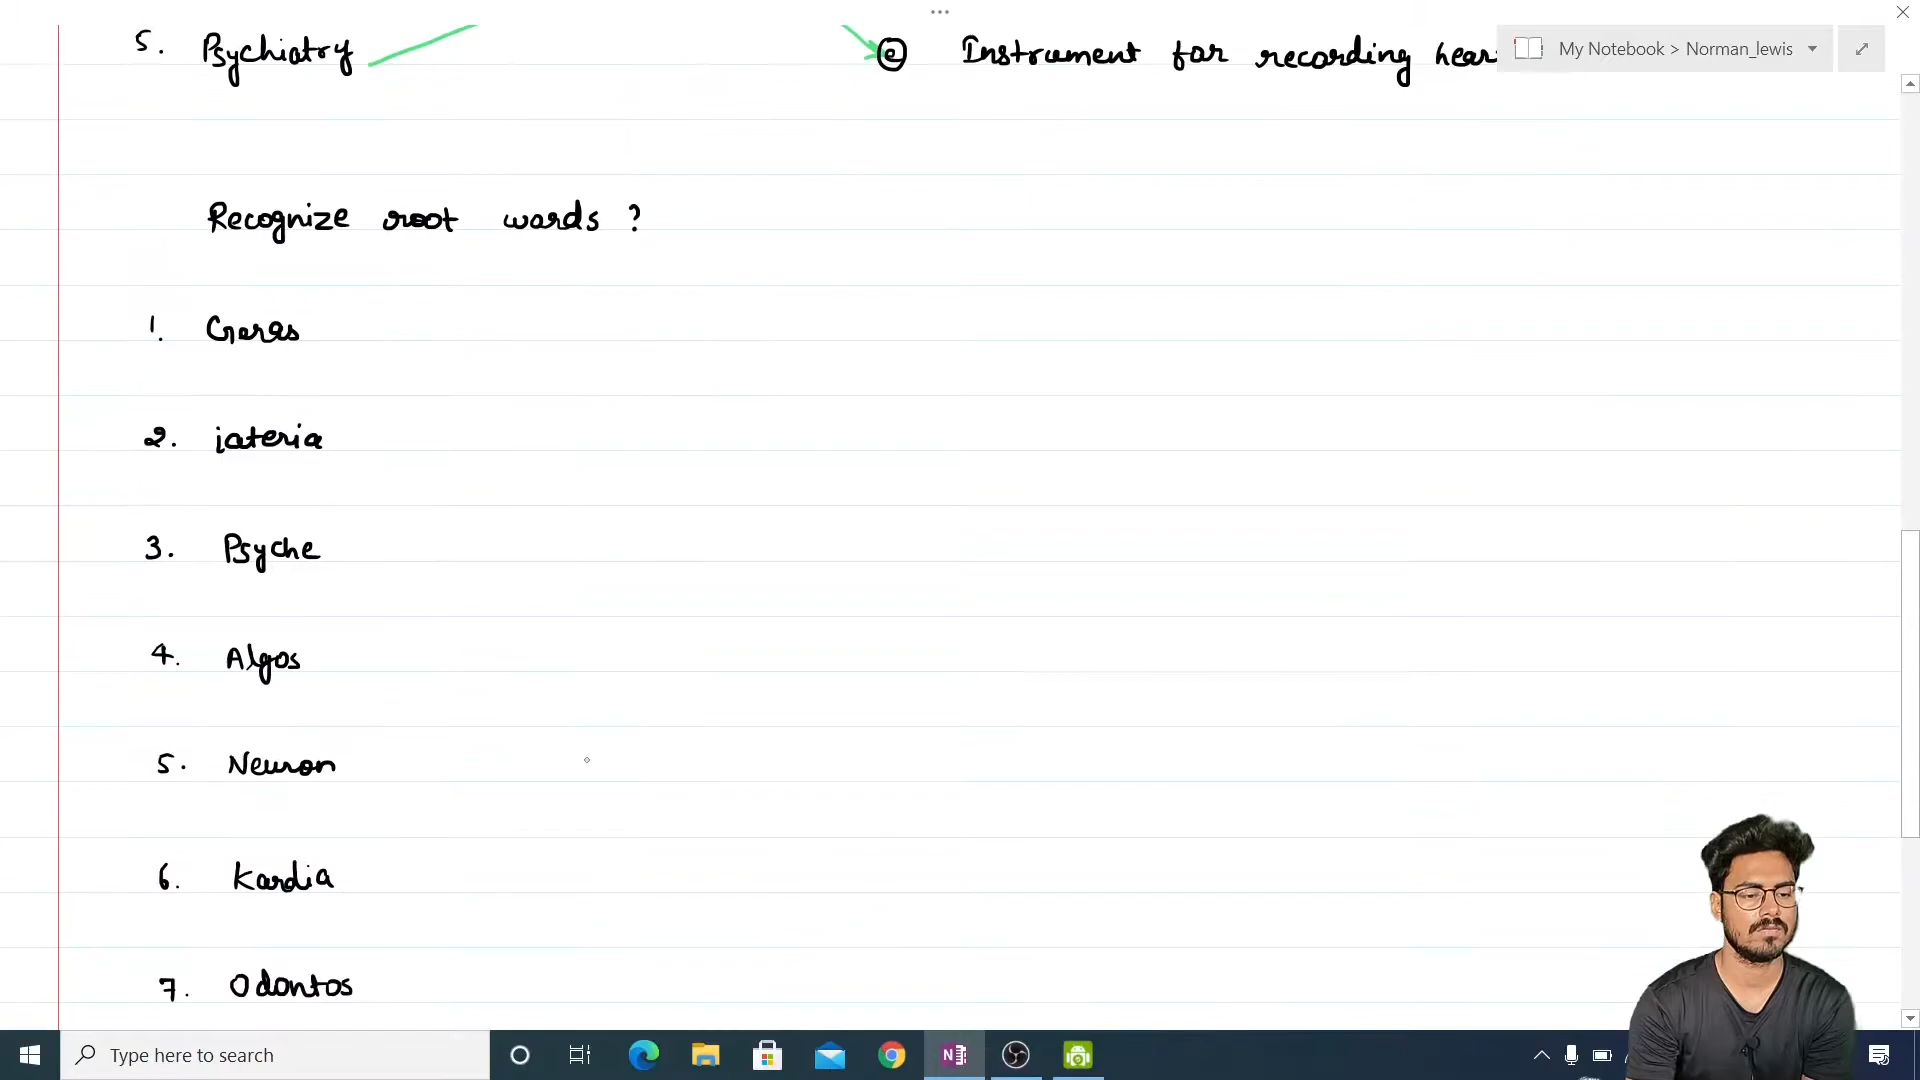 5. Psychiatry
e Instrument for recording hear
My Notebook > Norman_lewis
Recognize root words ?
1. Geras
2. iateria
3. Psyche
4. Algos
5. Neuron
6. Kardia
7. Odontos
Type here to search